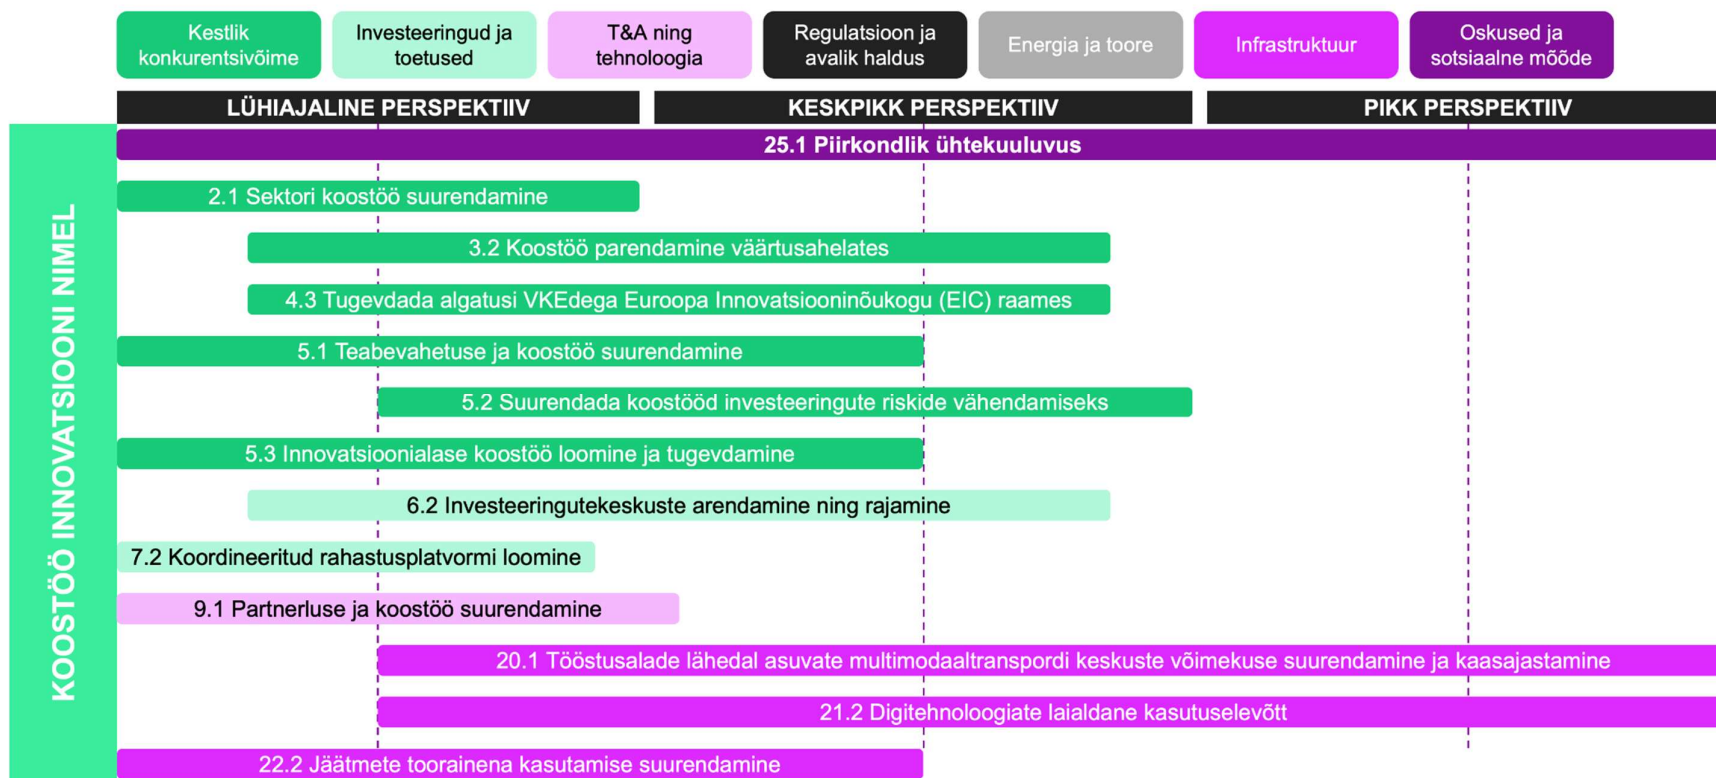 Kestlik
konkurentsivõime
Investeeringud ja
toetused
T&A ning
tehnoloogia
Regulatsioon ja
avalik haldus
Energia ja toore
Infrastruktuur
Oskused ja
sotsiaalne mõõde
LÜHIAJALINE PERSPEKTIIV
KESKPIKK PERSPEKTIIV
PIKK PERSPEKTIIV
KOOSTÖÖ INNOVATSIOONI NIMEL
25.1 Piirkondlik ühtekuuluvus
2.1 Sektori koostöö suurendamine
3.2 Koostöö parendamine väärtusahelates
4.3 Tugevdada algatusi VKEdega Euroopa Innovatsiooninõukogu (EIC) raames
5.1 Teabevahetuse ja koostöö suurendamine
5.2 Suurendada koostööd investeeringute riskide vähendamiseks
5.3 Innovatsioonialase koostöö loomine ja tugevdamine
6.2 Investeeringutekeskuste arendamine ning rajamine
7.2 Koordineeritud rahastusplatvormi loomine
9.1 Partnerluse ja koostöö suurendamine
20.1 Tööstusalade lähedal asuvate multimodaaltranspordi keskuste võimekuse suurendamine ja kaasajastamine
21.2 Digitehnoloogiate laialdane kasutuselevõtt
22.2 Jäätmete toorainena kasutamise suurendamine